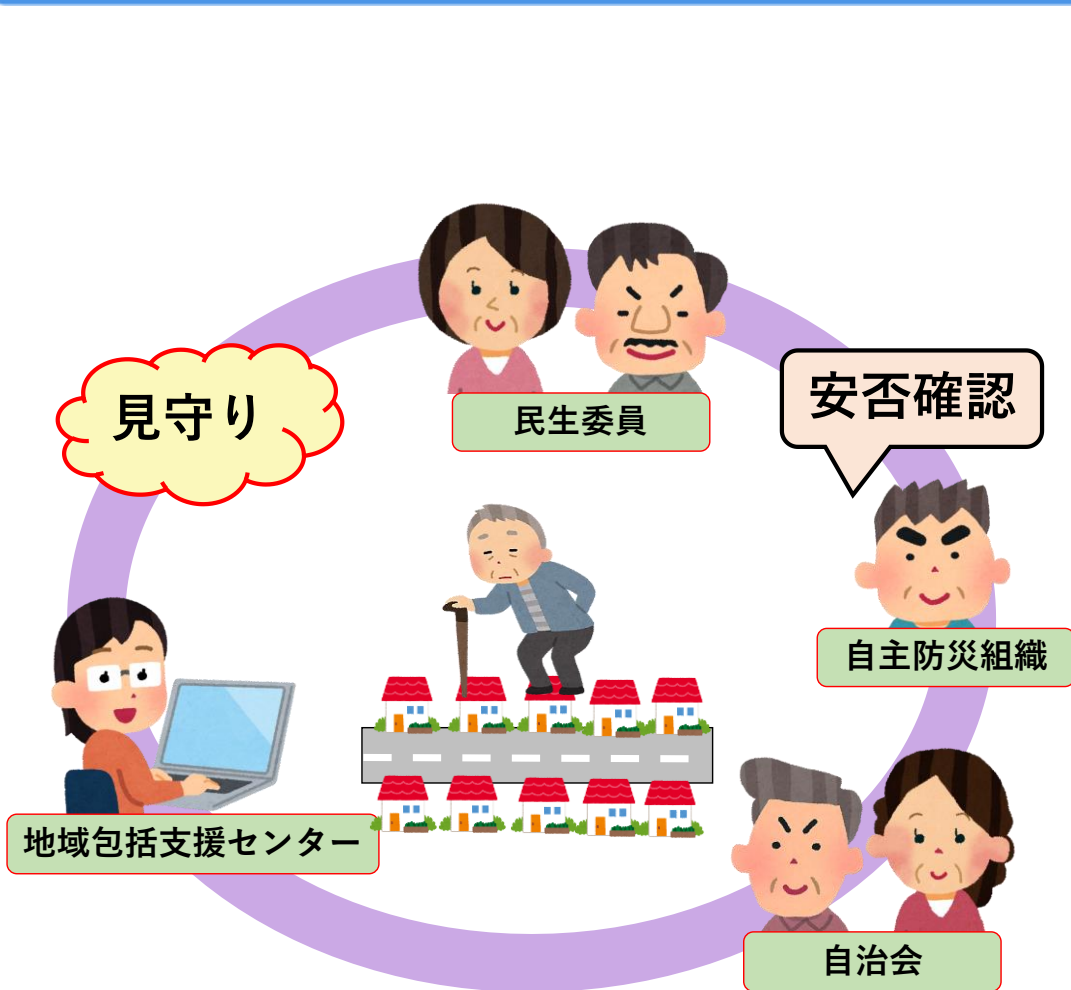 民生委員
見守り
安否確認
自主防災組織
地域包括支援センター
自治会